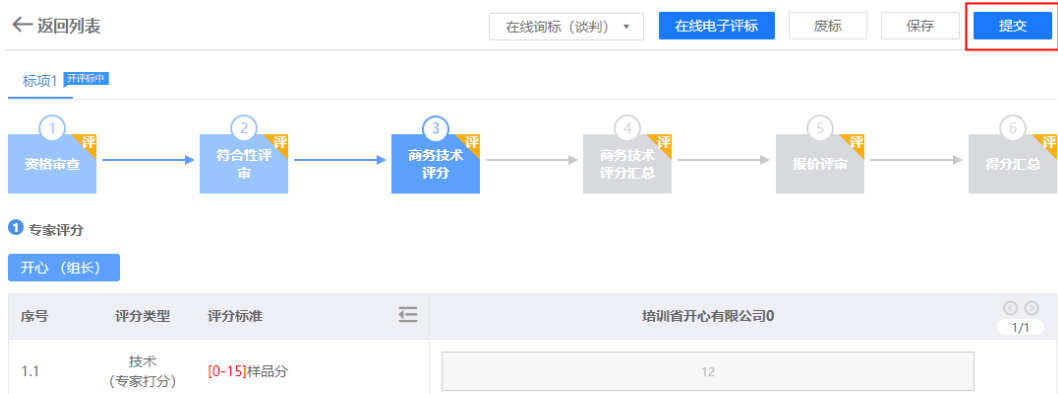 返回列表
在线询标（谈判）
在线电子评标
废标
保存
提交
标项1 开评标中
1 2 3 4 5 6
评 评 评 评 评 评
资格审查
符合性评
审
商务技术
评分
商务技术
评分汇总
报价评审
得分汇总
1 专家评分
开心 （组长）
序号 评分类型 评分标准 培训省开心有限公司0
1/1
1.1 技术
（专家打分） [0-15]样品分 12